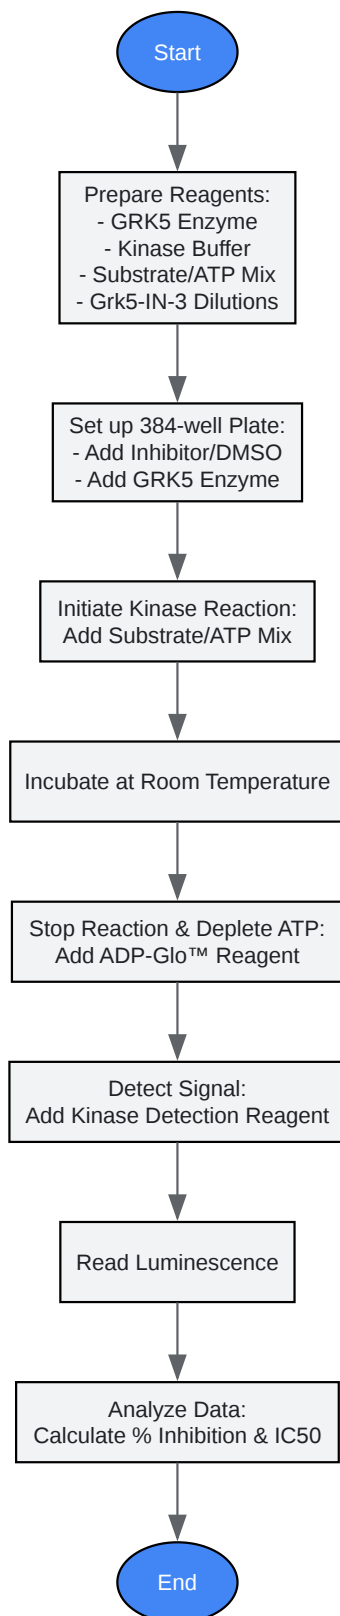 Start
Prepare Reagents:
- GRK5 Enzyme
- Kinase Buffer
- Substrate/ATP Mix
- Grk5-IN-3 Dilutions
Set up 384-well Plate:
- Add Inhibitor/DMSO
- Add GRK5 Enzyme
Initiate Kinase Reaction:
Add Substrate/ATP Mix
Incubate at Room Temperature
Stop Reaction & Deplete ATP:
Add ADP-Glo™ Reagent
Detect Signal:
Add Kinase Detection Reagent
Read Luminescence
Analyze Data:
Calculate % Inhibition & IC50
End